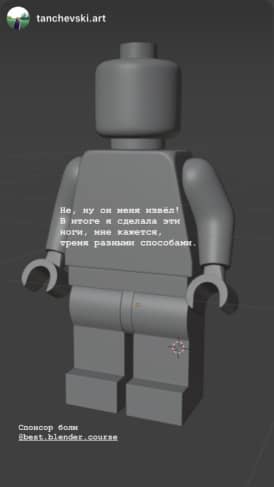 tanchevski.art
Не, ну он меня извёл!
В итоге я сделала эти
ноги, мне кажется,
тремя разными способами.
Спонсор боли
@best.blender.course